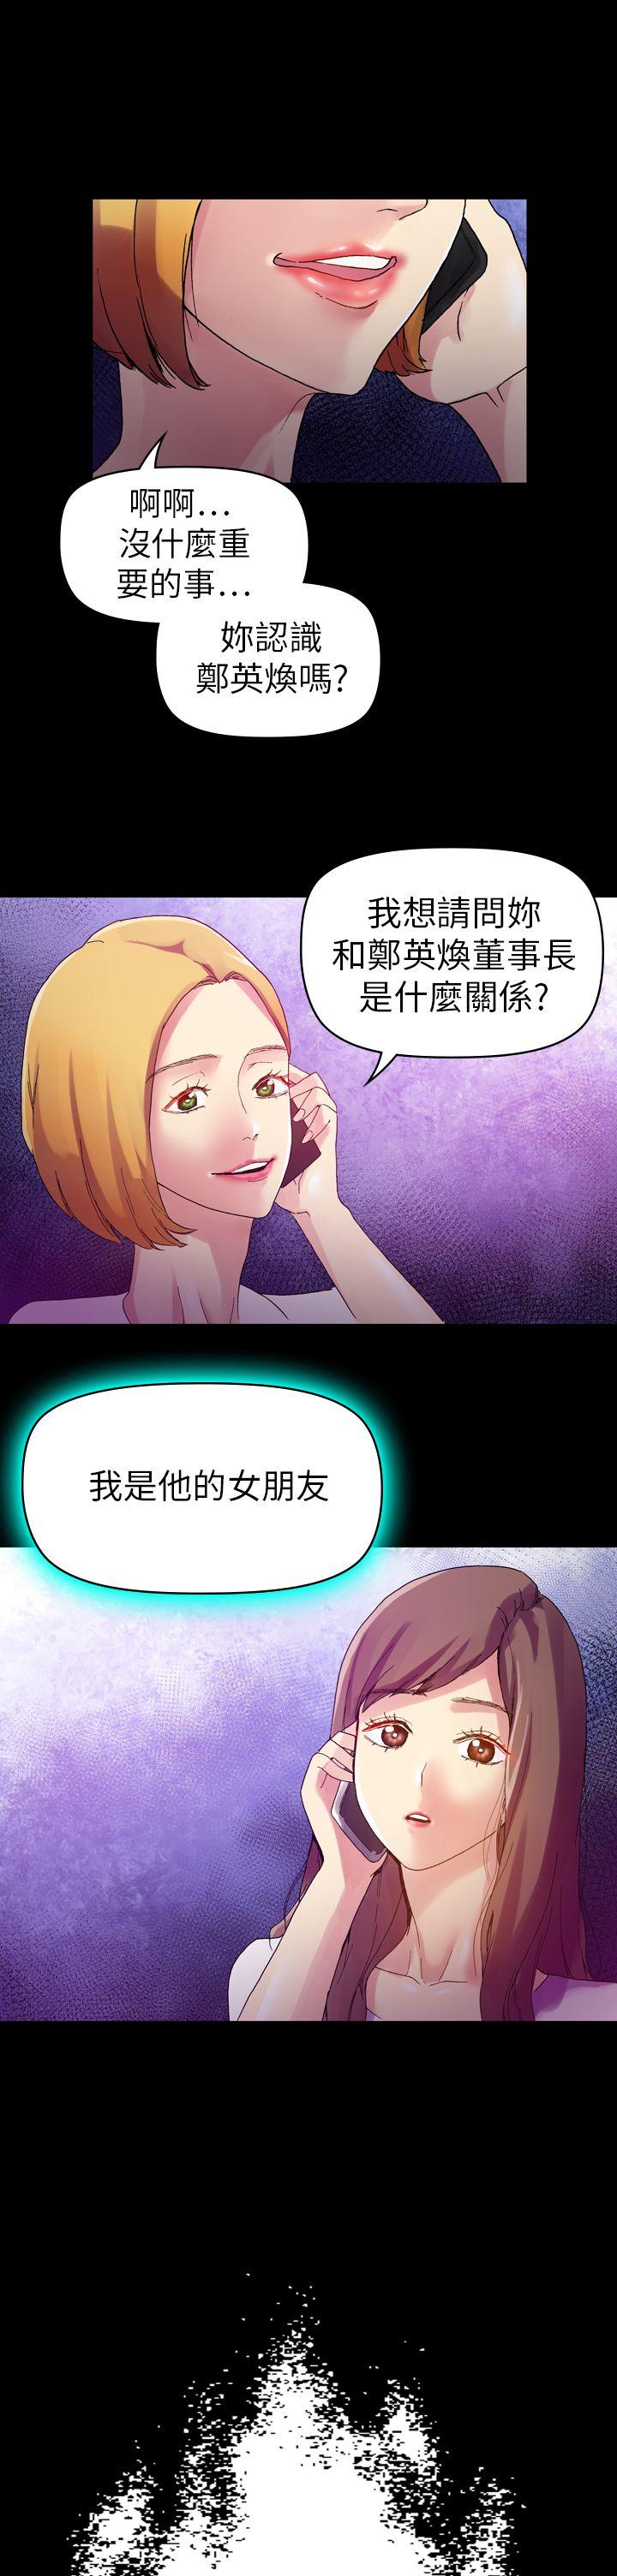 啊啊...
沒什麼重
要的事...
妳認識
鄭英煥嗎?
我想請問妳
和鄭英煥董事長
是什麼關係?
我是他的女朋友